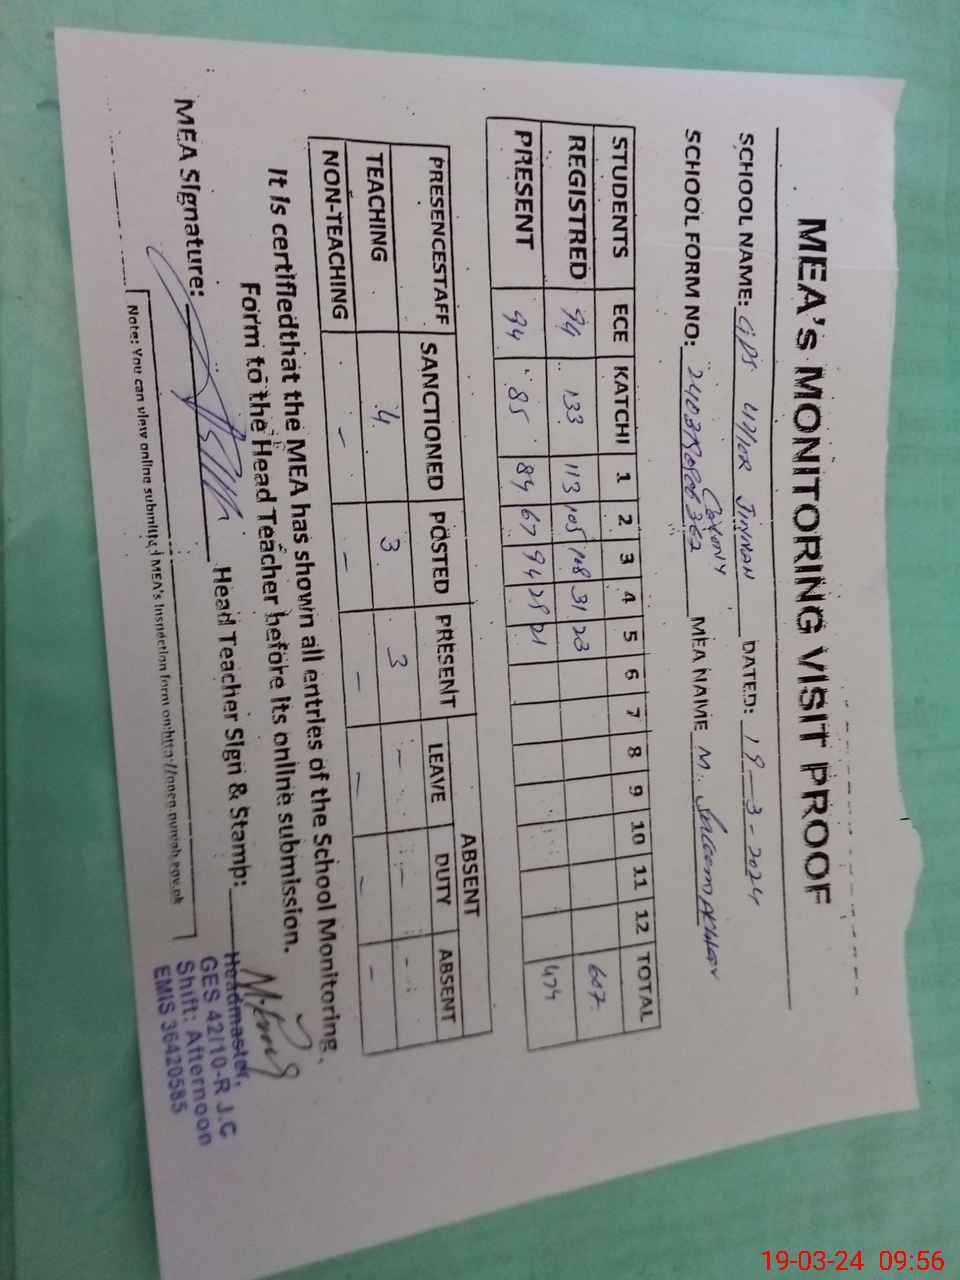 MEA's MONITORING VISIT PROOF
SCHOOL NAME: GPS 42/10R JINNAH COLONY DATED: 19-3-2024
SCHOOL FORM NO: MEA NAME M. Saleem Akhtar
STUDENTS ECE KATCHI 1 2 3 4 5 6 7 8 9 10 11 12 TOTAL
REGISTRED 94 133 113 105 108 31 23 607
PRESENT 94 85 84 67 94 28 21 474
ABSENT
PRESENCESTAFF SANCTIONED POSTED PRESENT LEAVE DUTY ABSENT
TEACHING 4 3 3 - - -
NON-TEACHING - - - - - -
It is certifiedthat the MEA has shown all entries of the School Monitoring
Form to the Head Teacher before its online submission.
MEA Signature: Head Teacher Sign & Stamp:
Headmaster,
GES 42/10-R J.C
Shift: Afternoon
EMIS 36420585
Note: You can view online submitted MEA's Inspection form on
19-03-24 09:56